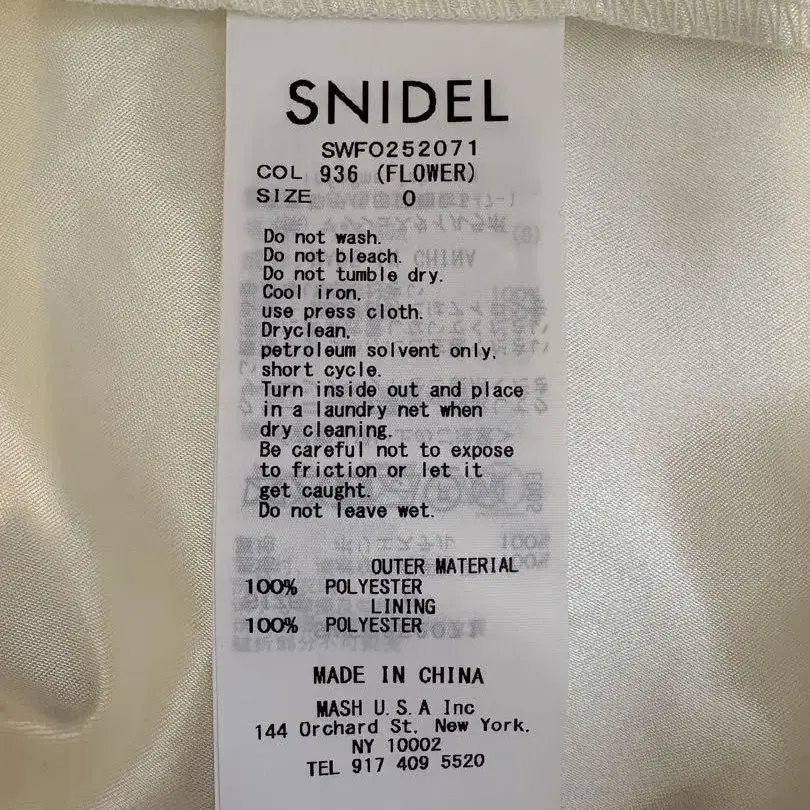 SNIDEL
SWFO252071
COL 936 (FLOWER)
SIZE 0
Do not wash.
Do not bleach.
Do not tumble dry.
Cool iron,
use press cloth.
Dryclean,
petroleum solvent only,
short cycle.
Turn inside out and place
in a laundry net when
dry cleaning.
Be careful not to expose
to friction or let it
get caught.
Do not leave wet.
OUTER MATERIAL
100% POLYESTER
LINING
100% POLYESTER
MADE IN CHINA
MASH U.S.A Inc
144 Orchard St. New York.
NY 10002
TEL 917 409 5520